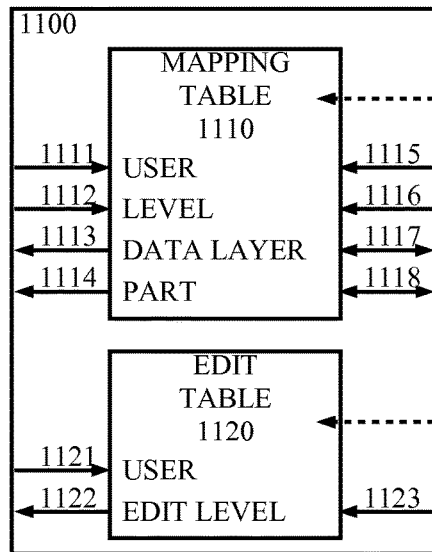 1100
MAPPING
TABLE
1110
1111 USER 1115
1112 LEVEL 1116
1113 DATA LAYER 1117
1114 PART 1118
EDIT
TABLE
1120
1121 USER
1122 EDIT LEVEL 1123